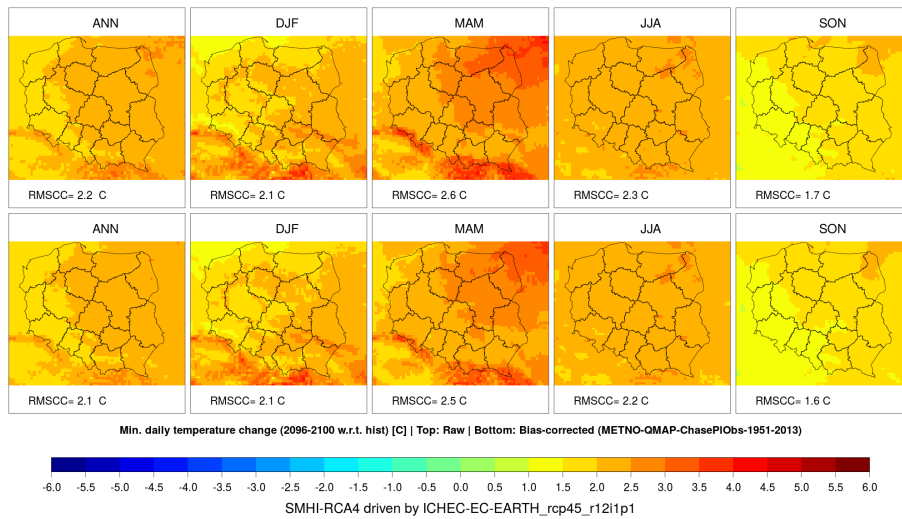 ANN DJF MAM JJA SON
RMSCC= 2.2 C RMSCC= 2.1 C RMSCC= 2.6 C RMSCC= 2.3 C RMSCC= 1.7 C
ANN DJF MAM JJA SON
RMSCC= 2.1 C RMSCC= 2.1 C RMSCC= 2.5 C RMSCC= 2.2 C RMSCC= 1.6 C
Min. daily temperature change (2096-2100 w.r.t. hist) [C] | Top: Raw | Bottom: Bias-corrected (METNO-QMAP-ChasePlObs-1951-2013)
-6.0 -5.5 -5.0 -4.5 -4.0 -3.5 -3.0 -2.5 -2.0 -1.5 -1.0 -0.5 0.0 0.5 1.0 1.5 2.0 2.5 3.0 3.5 4.0 4.5 5.0 5.5 6.0
SMHI-RCA4 driven by ICHEC-EC-EARTH_rcp45_r12i1p1